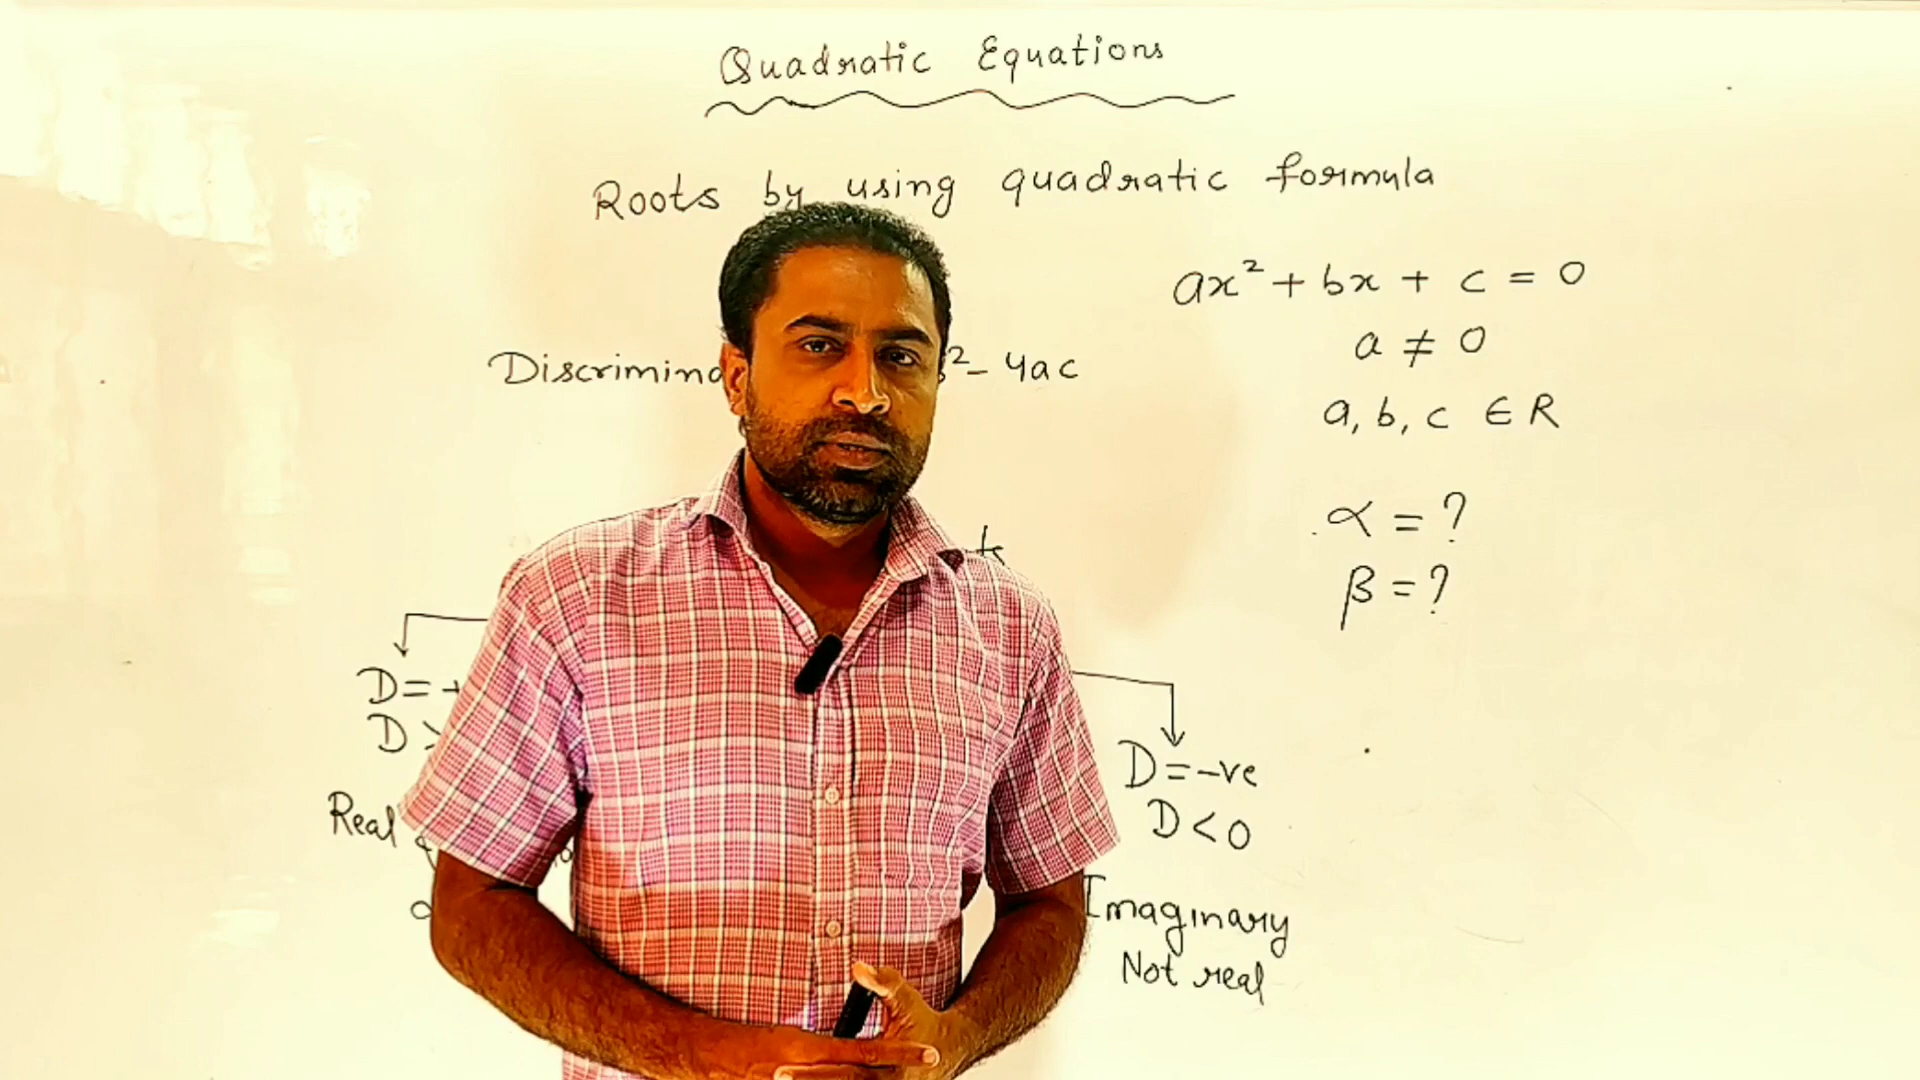 Quadratic Equations
Roots by using quadratic formula
ax² + bx + c = 0
a ≠ 0
²- 4ac
a, b, c ∈ R
α = ?
β = ?
D=
D >
Real
D=-ve
D<0
Imaginary
Not real